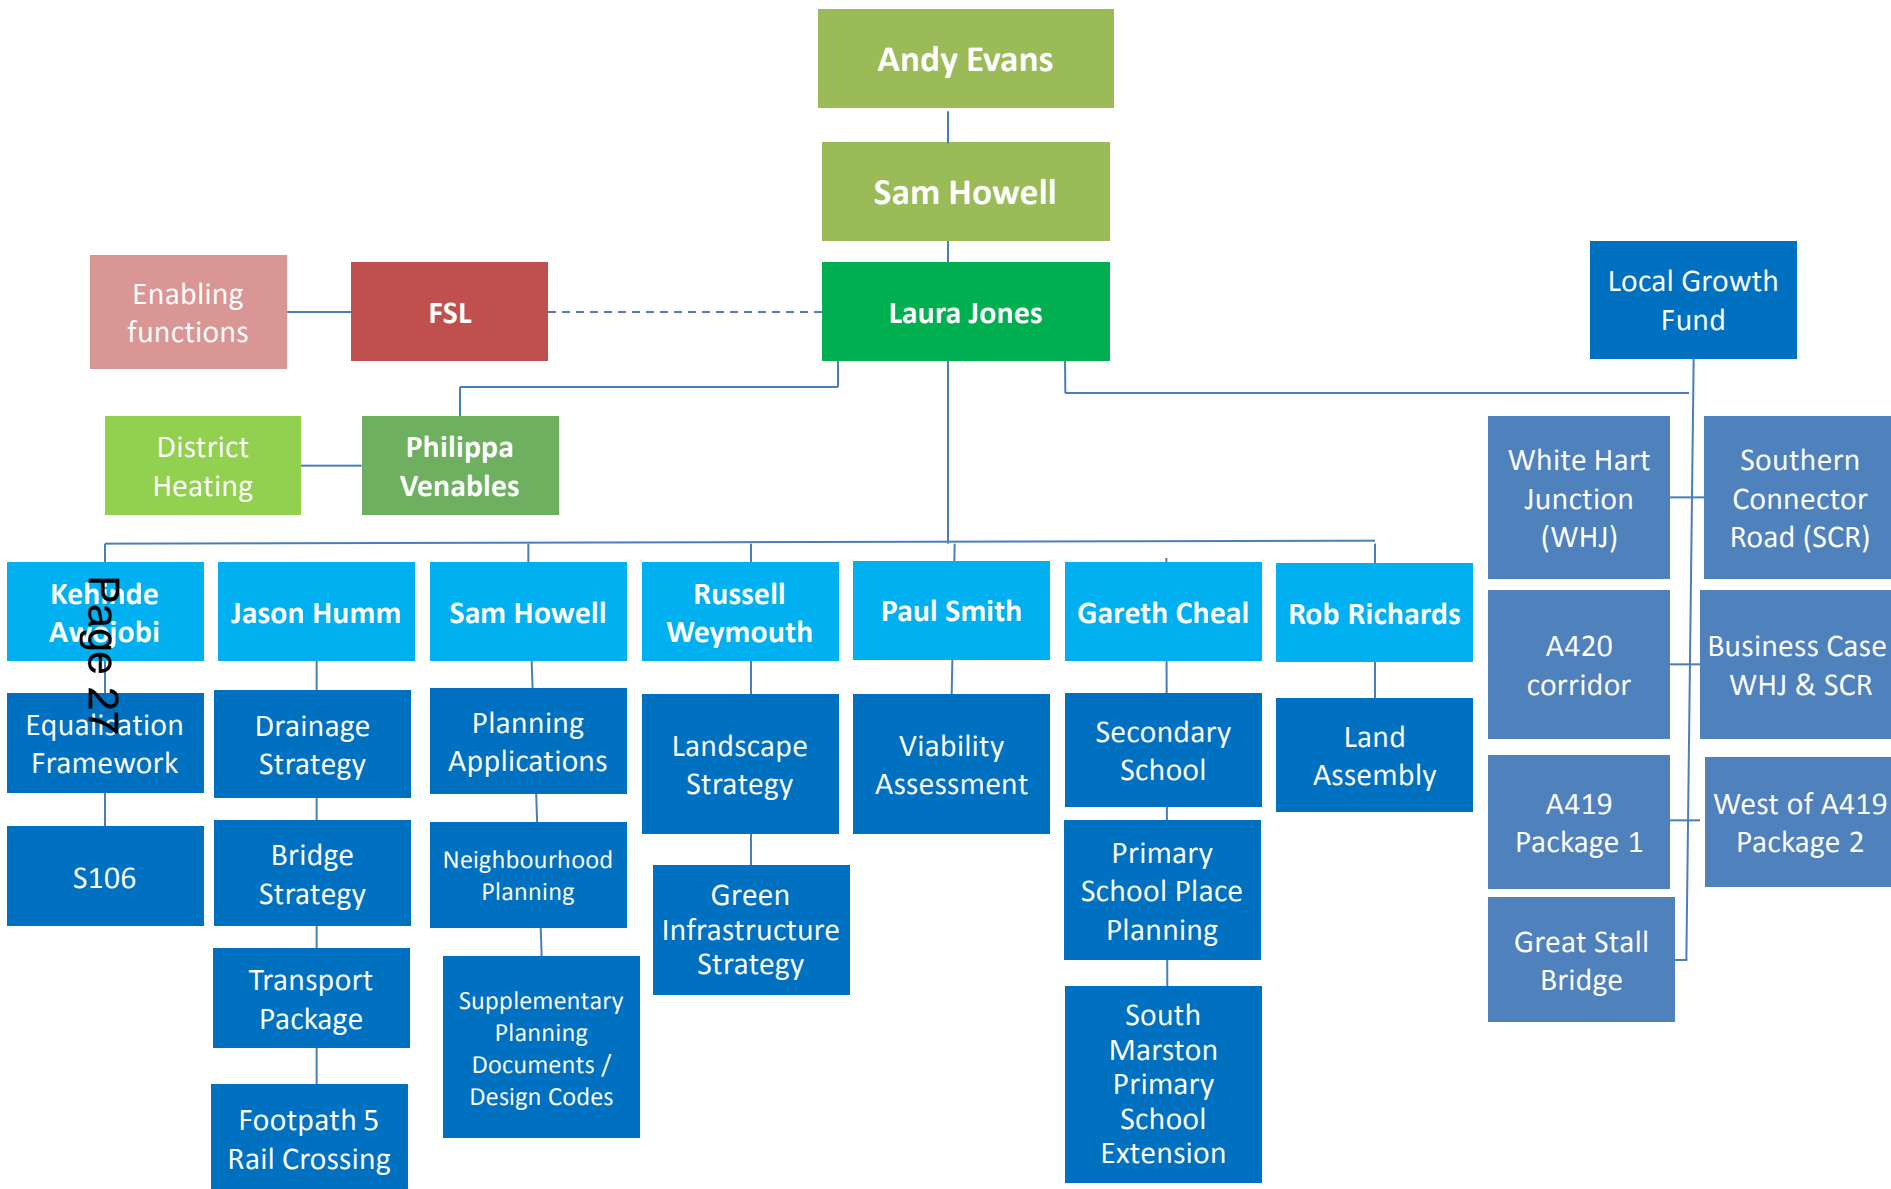 Andy Evans
Sam Howell
Enabling
functions
FSL
Laura Jones
Local Growth
Fund
District
Heating
Philippa
Venables
White Hart
Junction
(WHJ)
Southern
Connector
Road (SCR)
A420
corridor
Business Case
WHJ & SCR
A419
Package 1
West of A419
Package 2
Great Stall
Bridge
Kehinde
Awojobi
Equalisation
Framework
S106
Page 27
Jason Humm
Drainage
Strategy
Bridge
Strategy
Transport
Package
Footpath 5
Rail Crossing
Sam Howell
Planning
Applications
Neighbourhood
Planning
Supplementary
Planning
Documents /
Design Codes
Russell
Weymouth
Landscape
Strategy
Green
Infrastructure
Strategy
Paul Smith
Viability
Assessment
Gareth Cheal
Secondary
School
Primary
School Place
Planning
South
Marston
Primary
School
Extension
Rob Richards
Land
Assembly